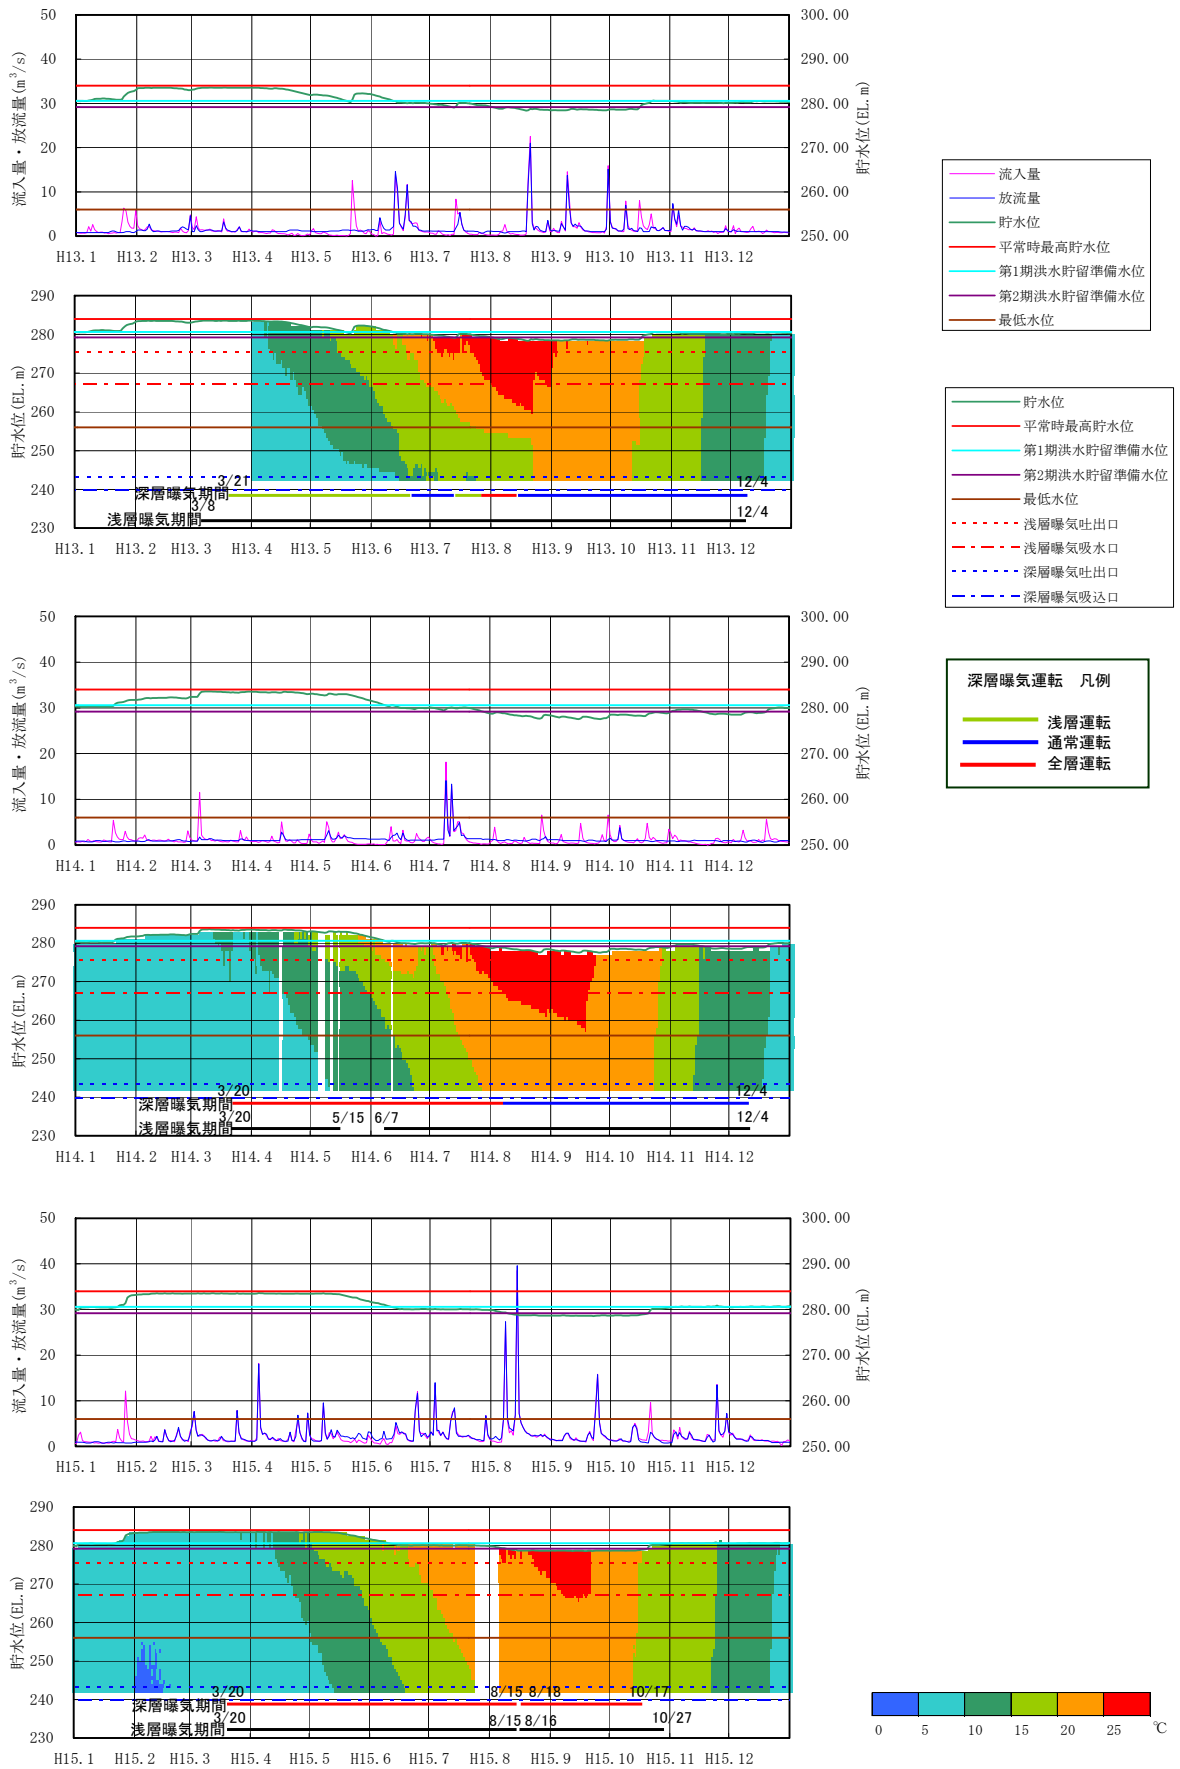 50
40
30
20
10
0
流入量・放流量(m³/s)
300.00
290.00
280.00
270.00
260.00
250.00
貯水位(EL.m)
H13.1 H13.2 H13.3 H13.4 H13.5 H13.6 H13.7 H13.8 H13.9 H13.10 H13.11 H13.12
流入量
放流量
貯水位
平常時最高貯水位
第1期洪水貯留準備水位
第2期洪水貯留準備水位
最低水位
290
280
270
260
250
240
230
貯水位(EL.m)
3/21
12/4
深層曝気期間
3/8
12/4
浅層曝気期間
H13.1 H13.2 H13.3 H13.4 H13.5 H13.6 H13.7 H13.8 H13.9 H13.10 H13.11 H13.12
貯水位
平常時最高貯水位
第1期洪水貯留準備水位
第2期洪水貯留準備水位
最低水位
浅層曝気吐出口
浅層曝気吸水口
深層曝気吐出口
深層曝気吸込口
深層曝気運転 凡例
浅層運転
通常運転
全層運転
50
40
30
20
10
0
流入量・放流量(m³/s)
300.00
290.00
280.00
270.00
260.00
250.00
貯水位(EL.m)
H14.1 H14.2 H14.3 H14.4 H14.5 H14.6 H14.7 H14.8 H14.9 H14.10 H14.11 H14.12
290
280
270
260
250
240
230
貯水位(EL.m)
3/20
12/4
深層曝気期間
3/20 5/15 6/7 12/4
浅層曝気期間
H14.1 H14.2 H14.3 H14.4 H14.5 H14.6 H14.7 H14.8 H14.9 H14.10 H14.11 H14.12
50
40
30
20
10
0
流入量・放流量(m³/s)
300.00
290.00
280.00
270.00
260.00
250.00
貯水位(EL.m)
H15.1 H15.2 H15.3 H15.4 H15.5 H15.6 H15.7 H15.8 H15.9 H15.10 H15.11 H15.12
290
280
270
260
250
240
230
貯水位(EL.m)
3/20 8/15 8/18 10/17
深層曝気期間
3/20 8/15 8/16 10/27
浅層曝気期間
H15.1 H15.2 H15.3 H15.4 H15.5 H15.6 H15.7 H15.8 H15.9 H15.10 H15.11 H15.12
0 5 10 15 20 25 ℃